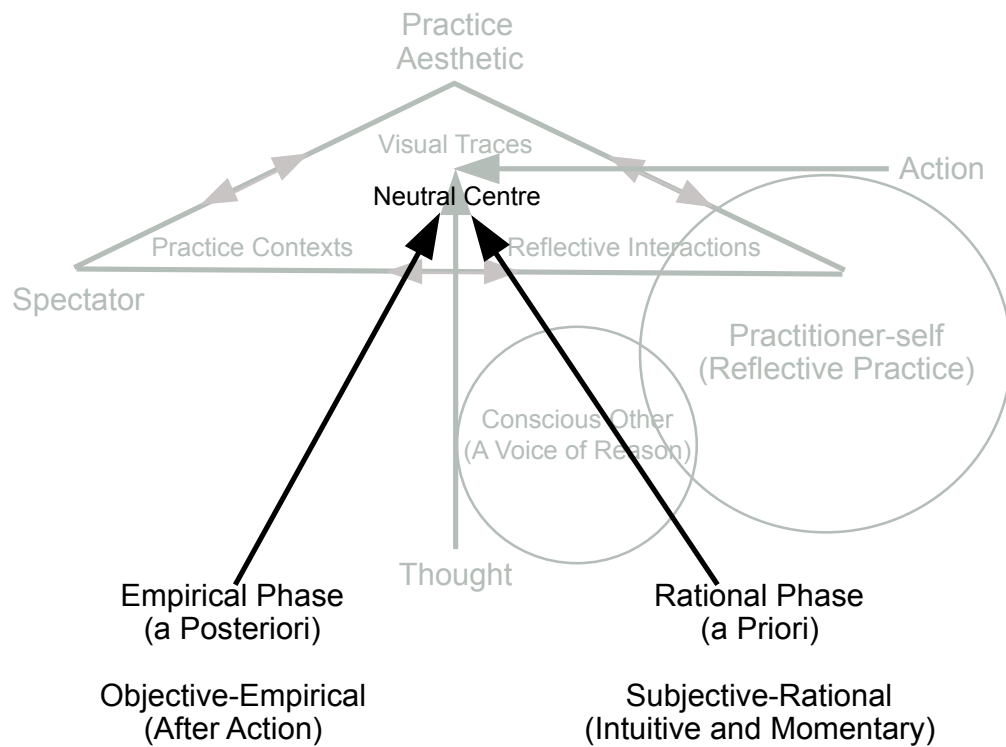 Practice
Aesthetic
Visual Traces
Action
Neutral Centre
Practice Contexts
Reflective Interactions
Spectator
Practitioner-self
(Reflective Practice)
Conscious Other
(A Voice of Reason)
Thought
Empirical Phase
(a Posteriori)
Rational Phase
(a Priori)
Objective-Empirical
(After Action)
Subjective-Rational
(Intuitive and Momentary)